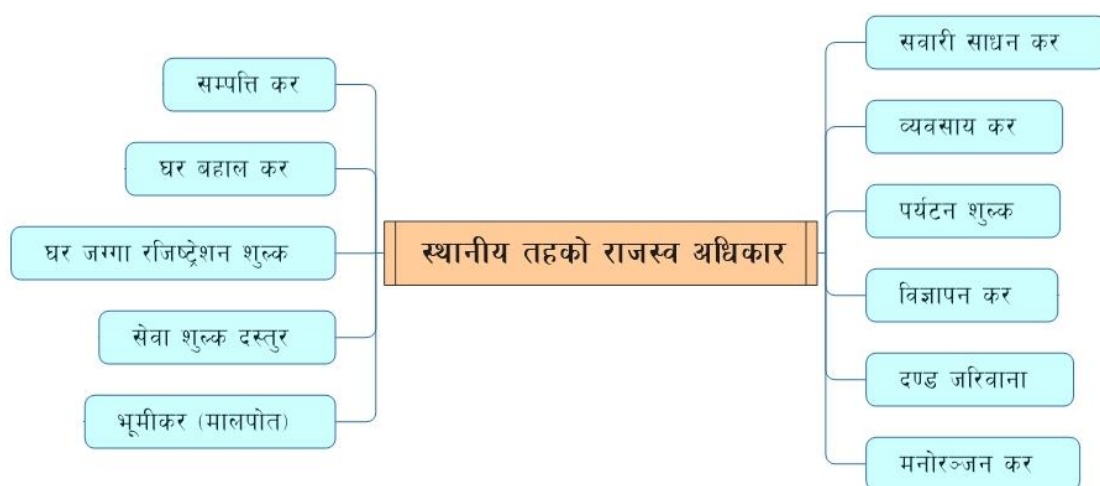 सम्पत्ति कर
घर बहाल कर
घर जग्गा रजिष्ट्रेशन शुल्क
सेवा शुल्क दस्तुर
भूमीकर (मालपोत)
स्थानीय तहको राजस्व अधिकार
सवारी साधन कर
व्यवसाय कर
पर्यटन शुल्क
विज्ञापन कर
दण्ड जरिवाना
मनोरञ्जन कर